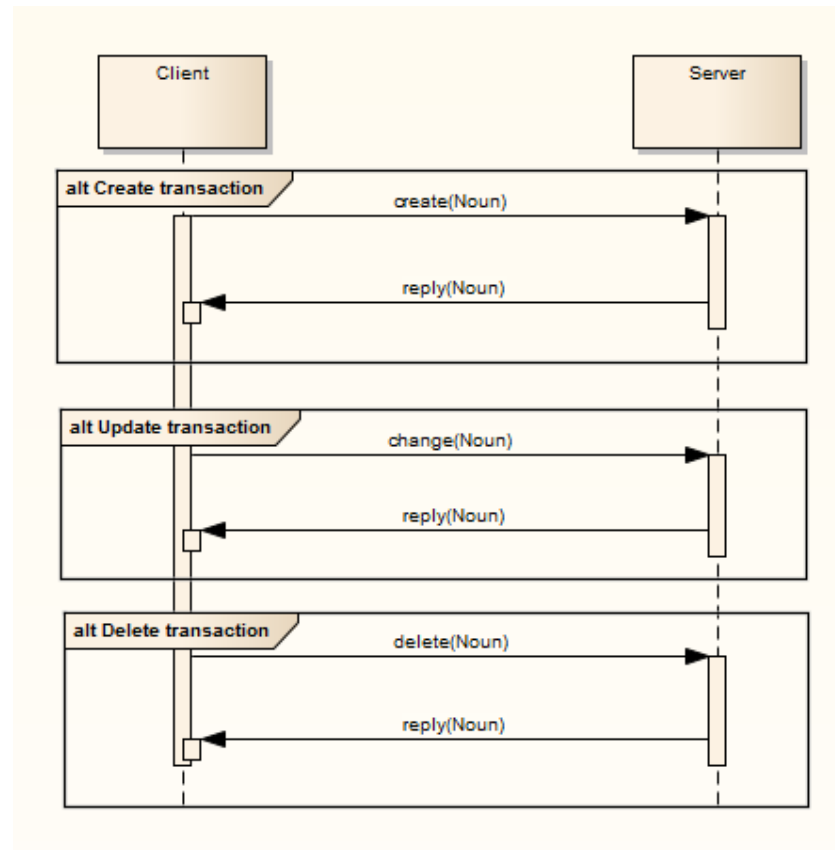 Client
Server
alt Create transaction
create(Noun)
reply(Noun)
alt Update transaction
change(Noun)
reply(Noun)
alt Delete transaction
delete(Noun)
reply(Noun)